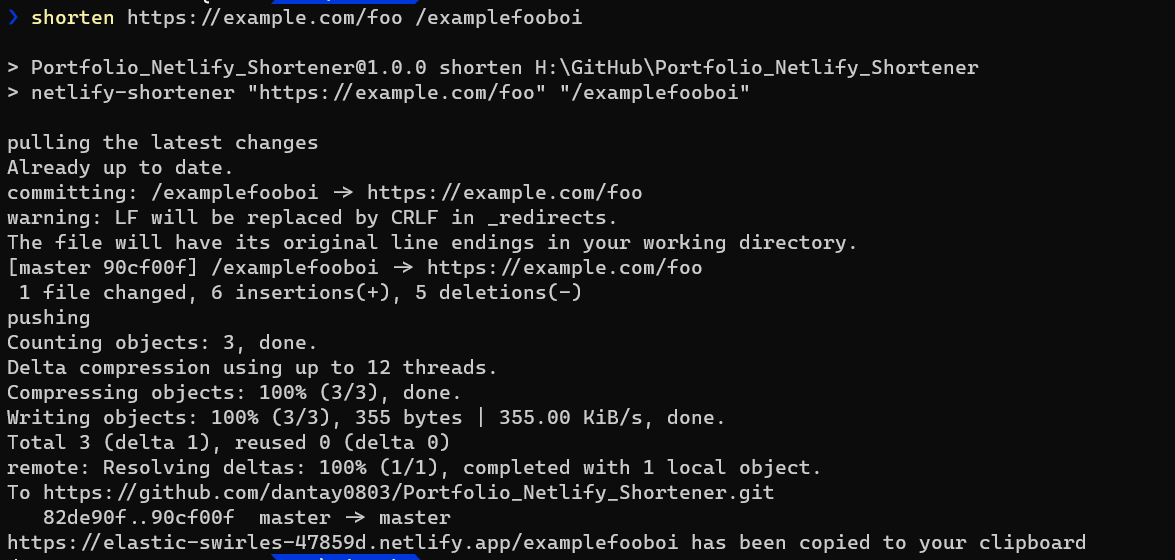 ❯ shorten https://example.com/foo /examplefooboi
> Portfolio_Netlify_Shortener@1.0.0 shorten H:\GitHub\Portfolio_Netlify_Shortener
> netlify-shortener "https://example.com/foo" "/examplefooboi"
pulling the latest changes
Already up to date.
committing: /examplefooboi -> https://example.com/foo
warning: LF will be replaced by CRLF in _redirects.
The file will have its original line endings in your working directory.
[master 90cf00f] /examplefooboi -> https://example.com/foo
 1 file changed, 6 insertions(+), 5 deletions(-)
pushing
Counting objects: 3, done.
Delta compression using up to 12 threads.
Compressing objects: 100% (3/3), done.
Writing objects: 100% (3/3), 355 bytes | 355.00 KiB/s, done.
Total 3 (delta 1), reused 0 (delta 0)
remote: Resolving deltas: 100% (1/1), completed with 1 local object.
To https://github.com/dantay0803/Portfolio_Netlify_Shortener.git
   82de90f..90cf00f  master -> master
https://elastic-swirles-47859d.netlify.app/examplefooboi has been copied to your clipboard